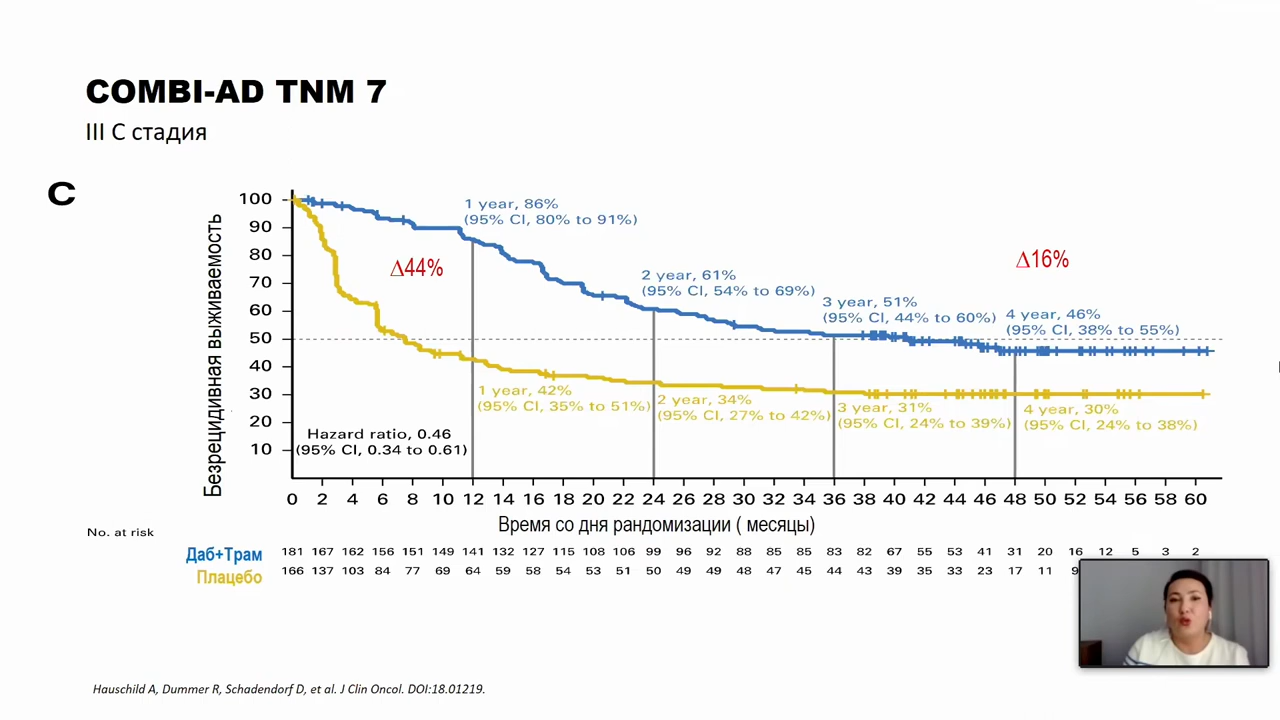 COMBI-AD TNM 7
III C стадия
C
Безрецидивная выживаемость
100
90
80
70
60
50
40
30
20
10
1 year, 86%
(95% CI, 80% to 91%)
Δ44%
2 year, 61%
(95% CI, 54% to 69%)
Δ16%
3 year, 51%
(95% CI, 44% to 60%)
4 year, 46%
(95% CI, 38% to 55%)
1 year, 42%
(95% CI, 35% to 51%)
2 year, 34%
(95% CI, 27% to 42%)
3 year, 31%
(95% CI, 24% to 39%)
4 year, 30%
(95% CI, 24% to 38%)
Hazard ratio, 0.46
(95% CI, 0.34 to 0.61)
0 2 4 6 8 10 12 14 16 18 20 22 24 26 28 30 32 34 36 38 40 42 44 46 48 50 52 54 56 58 60
Время со дня рандомизации ( месяцы)
No. at risk
Даб+Трам 181 167 162 156 151 149 141 132 127 115 108 106 99 96 92 88 85 85 83 82 67 55 53 41 31 20 16 12 5 3 2
Плацебо 166 137 103 84 77 69 64 59 58 54 53 51 50 49 49 48 47 45 44 43 39 35 33 23 17 11 9
Hauschild A, Dummer R, Schadendorf D, et al. J Clin Oncol. DOI:18.01219.